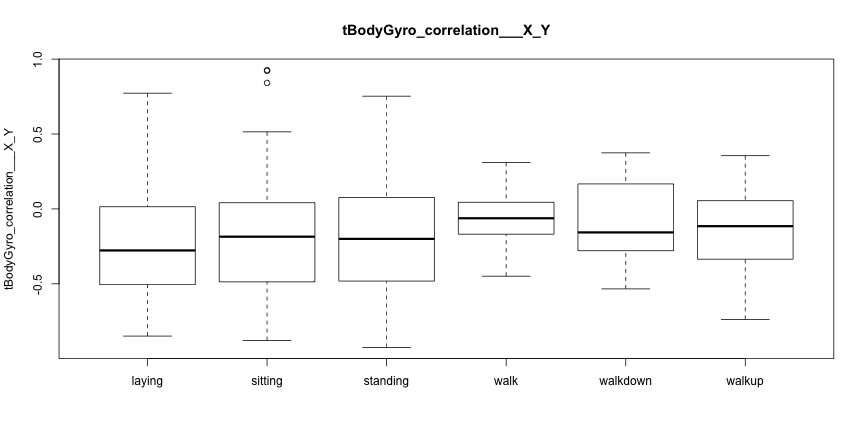 tBodyGyro_correlation___X_Y
tBodyGyro_correlation___X_Y
1.0
0.5
0.0
-0.5
laying sitting standing walk walkdown walkup